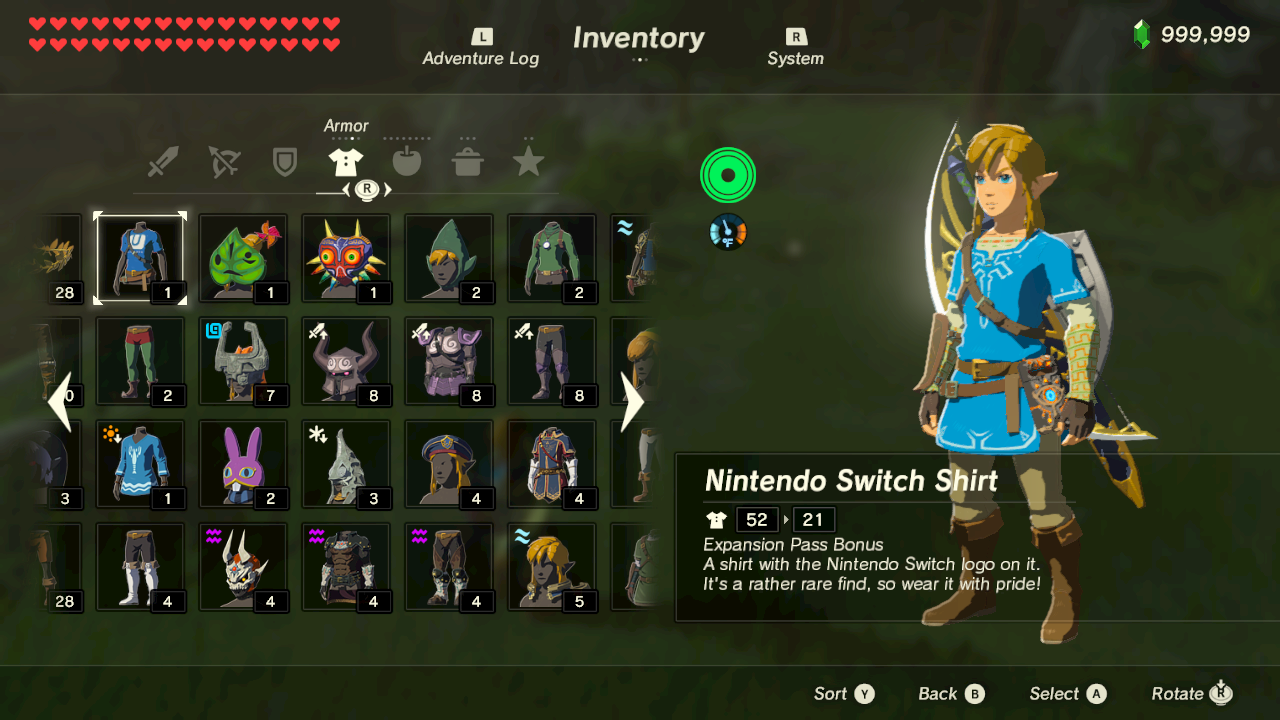 L
Adventure Log
Inventory
R
System
999,999
Armor
R
28
1
1
1
2
2
0
2
7
8
8
8
3
1
2
3
4
4
28
4
4
4
4
5
°F
Nintendo Switch Shirt
52 21
Expansion Pass Bonus
A shirt with the Nintendo Switch logo on it.
It's a rather rare find, so wear it with pride!
Sort Y
Back B
Select A
Rotate R